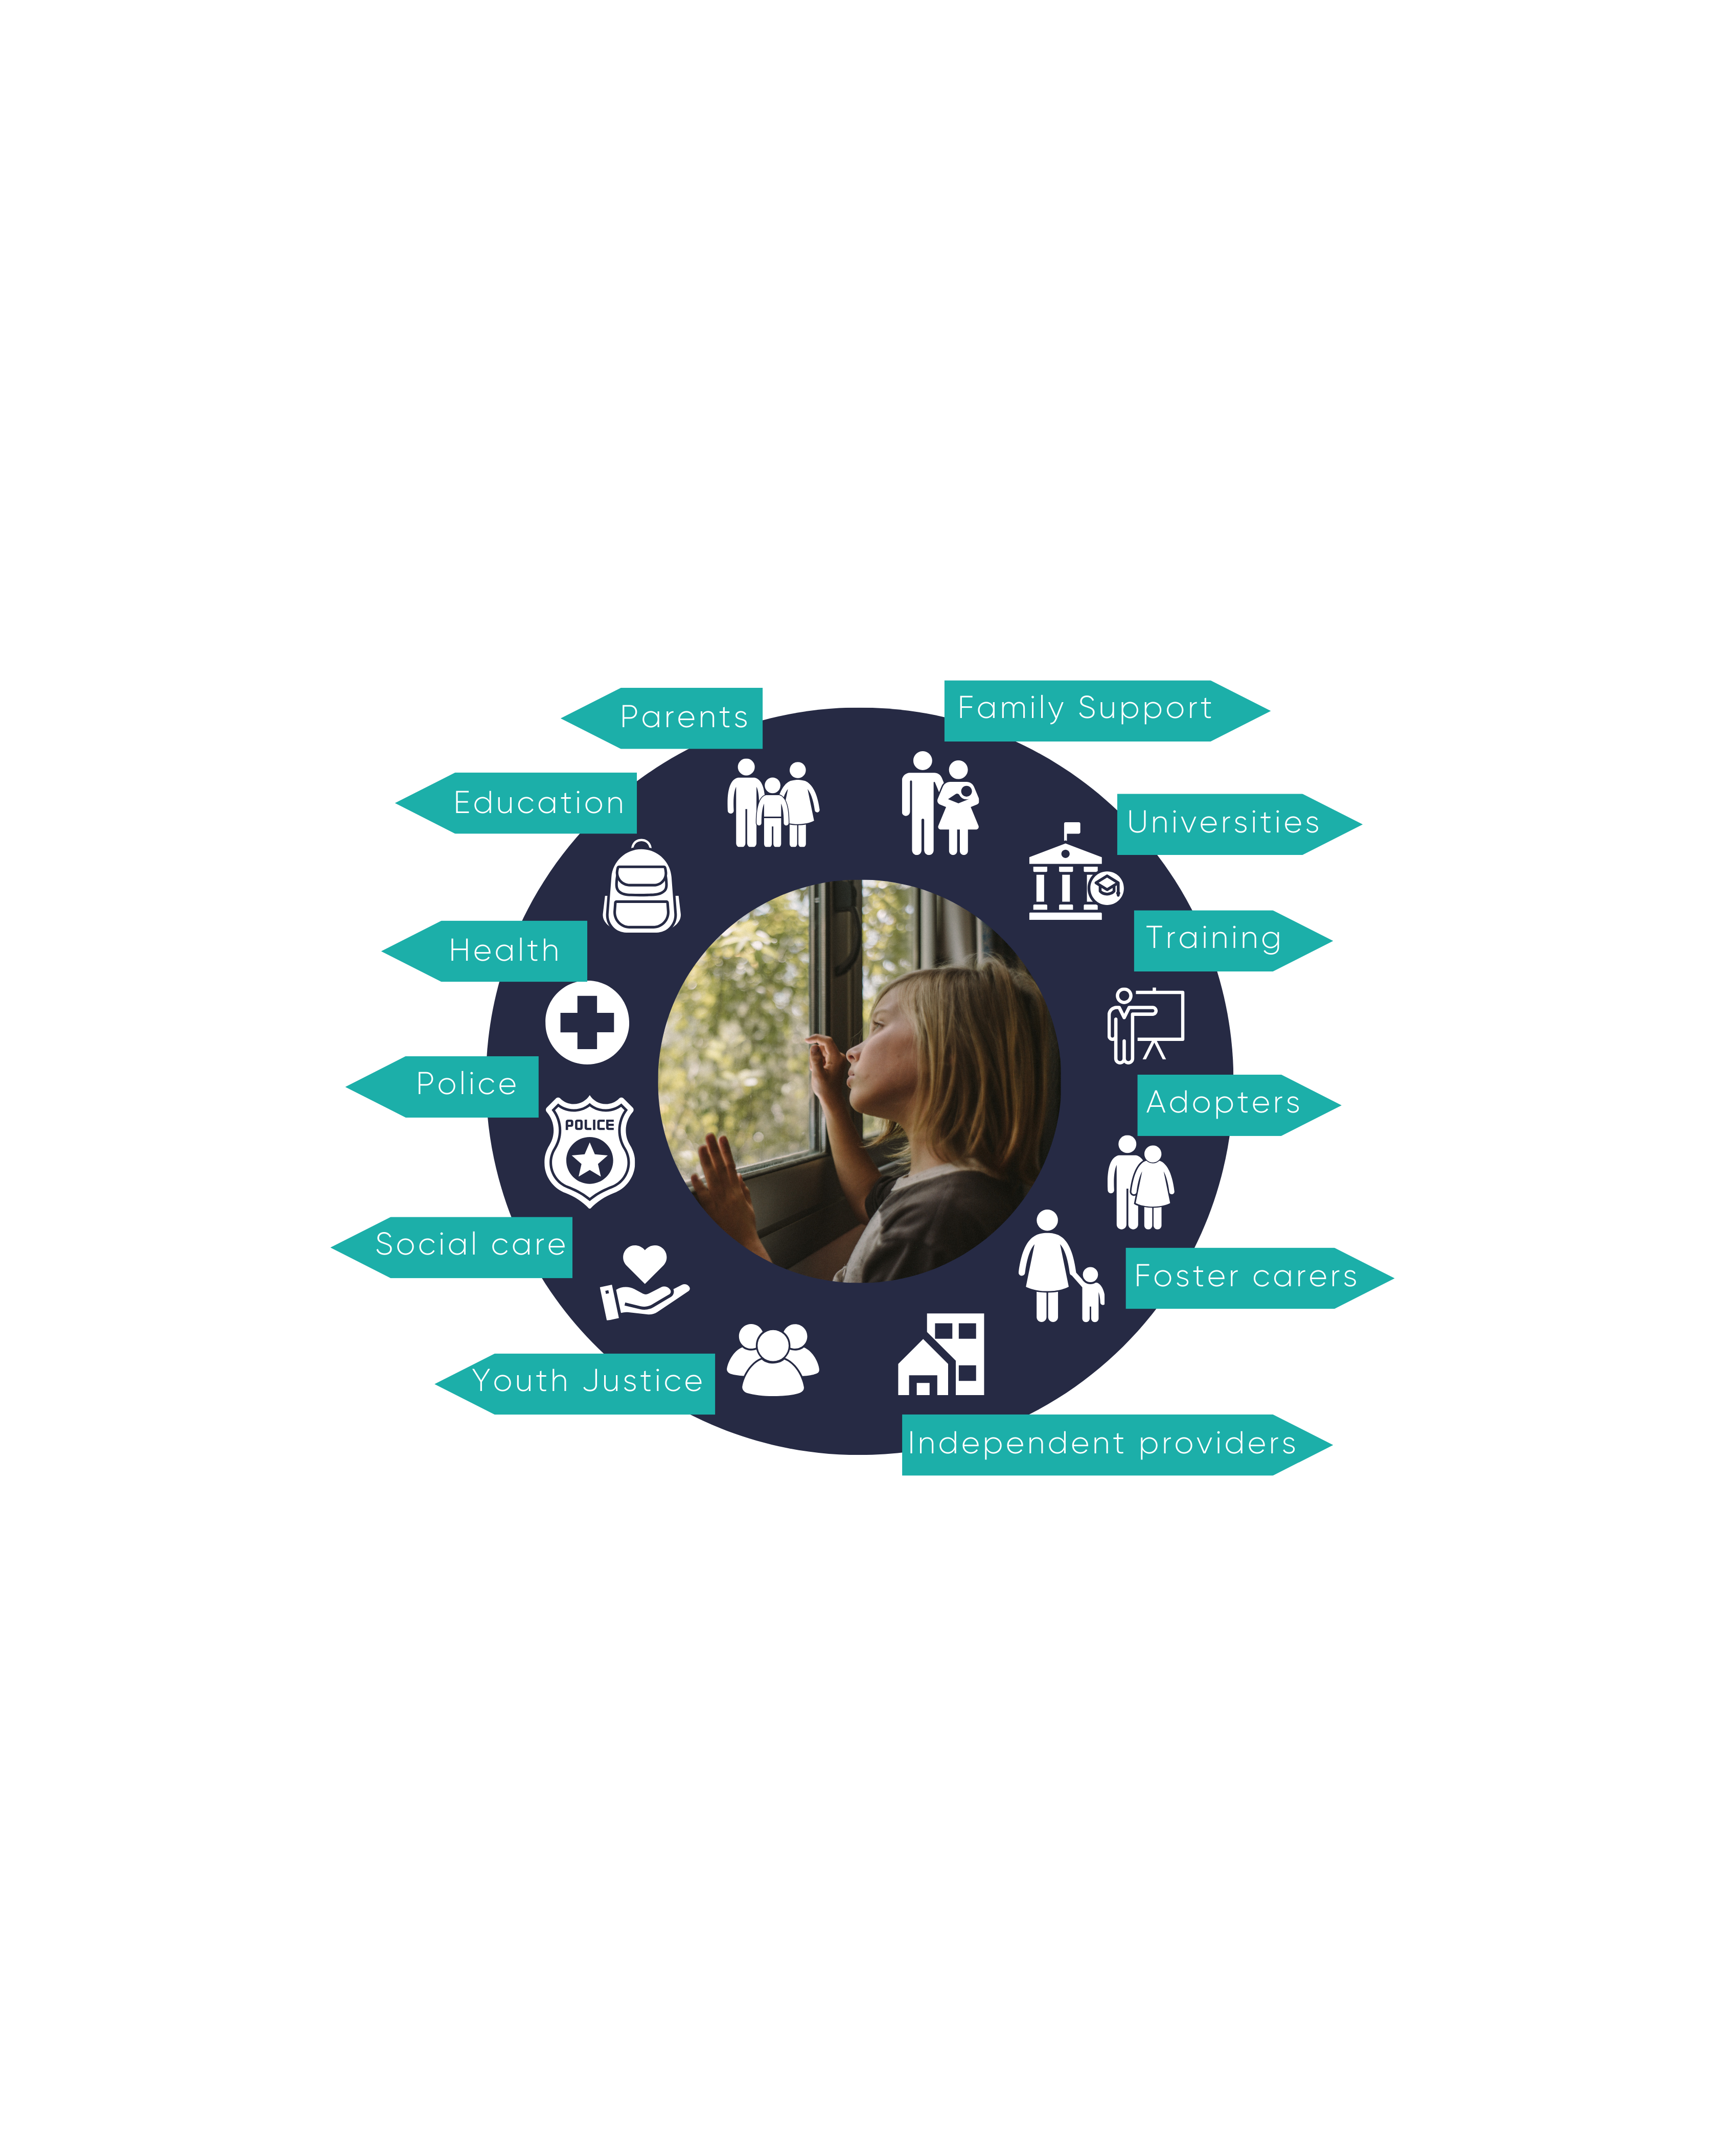 Parents
Family Support
Education
Universities
Health
Training
Police
POLICE
Adopters
Social care
Foster carers
Youth Justice
Independent providers